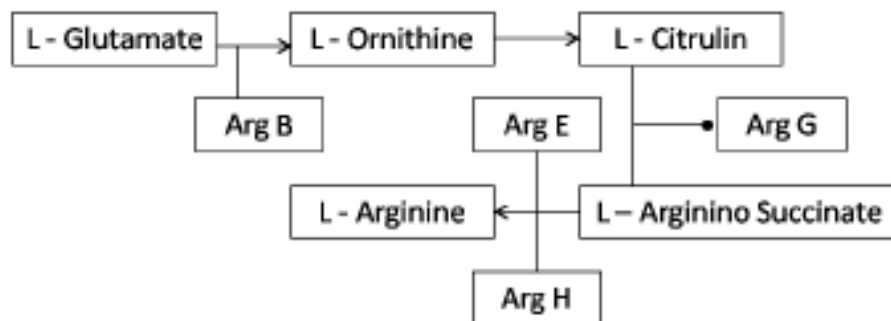 L - Glutamate
L - Ornithine
L - Citrulin
Arg B
Arg E
Arg G
L - Arginine
L – Arginino Succinate
Arg H